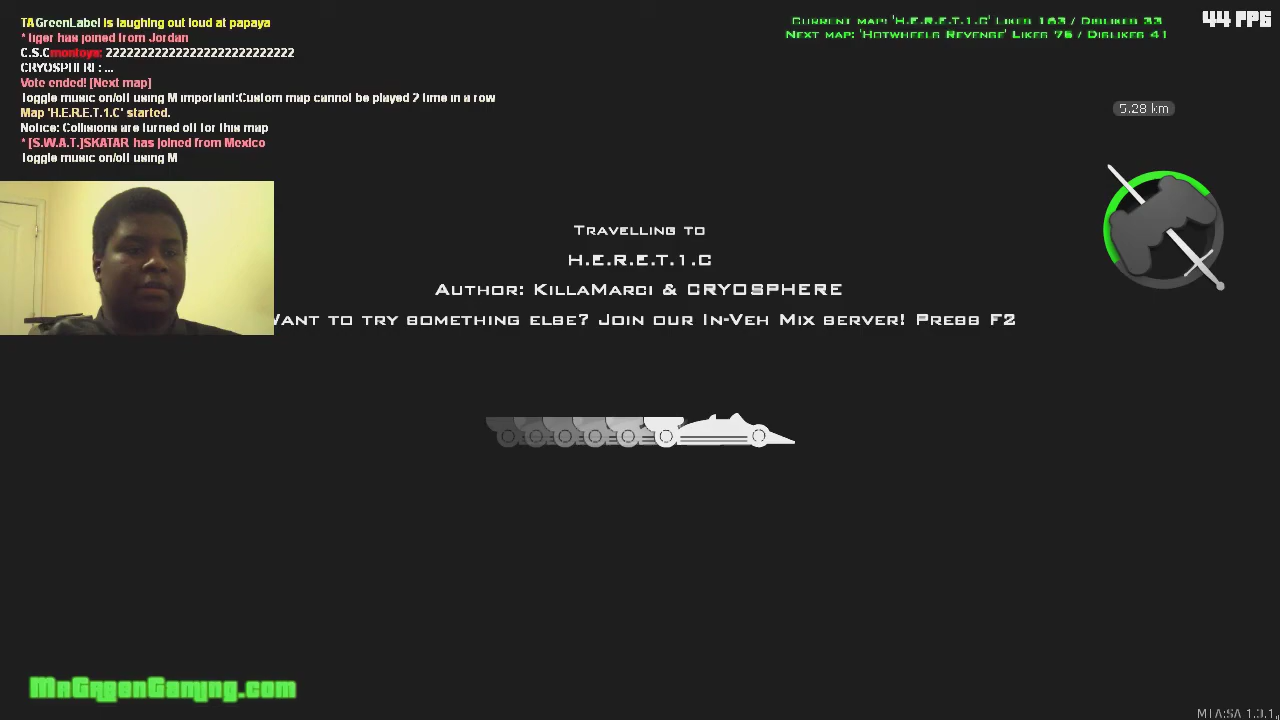 TAGreenLabel is laughing out loud at papaya
* tiger has joined from Jordan
C.S.Cmontoya: 2222222222222222222222222222
CRYOSPHERE: ...
Vote ended! [Next map]
Toggle music on/off using M important:Custom map cannot be played 2 time in a row
Map 'H.E.R.E.T.1.C' started.
Notice: Collisions are turned off for this map
* [S.W.A.T.]SKATAR has joined from Mexico
Toggle music on/off using M
Current map: 'H.E.R.E.T.1.C' Likes 163 / Dislikes 33
Next map: 'Hotwheels Revenge' Likes 75 / Dislikes 41
44 FPS
5.28 km
Travelling to
H.E.R.E.T.1.C
Author: KillaMarci & CRYOSPHERE
Want to try something else? Join our In-Veh Mix server! Press F2
MrGreenGaming.com
MTA:SA 1.3.1